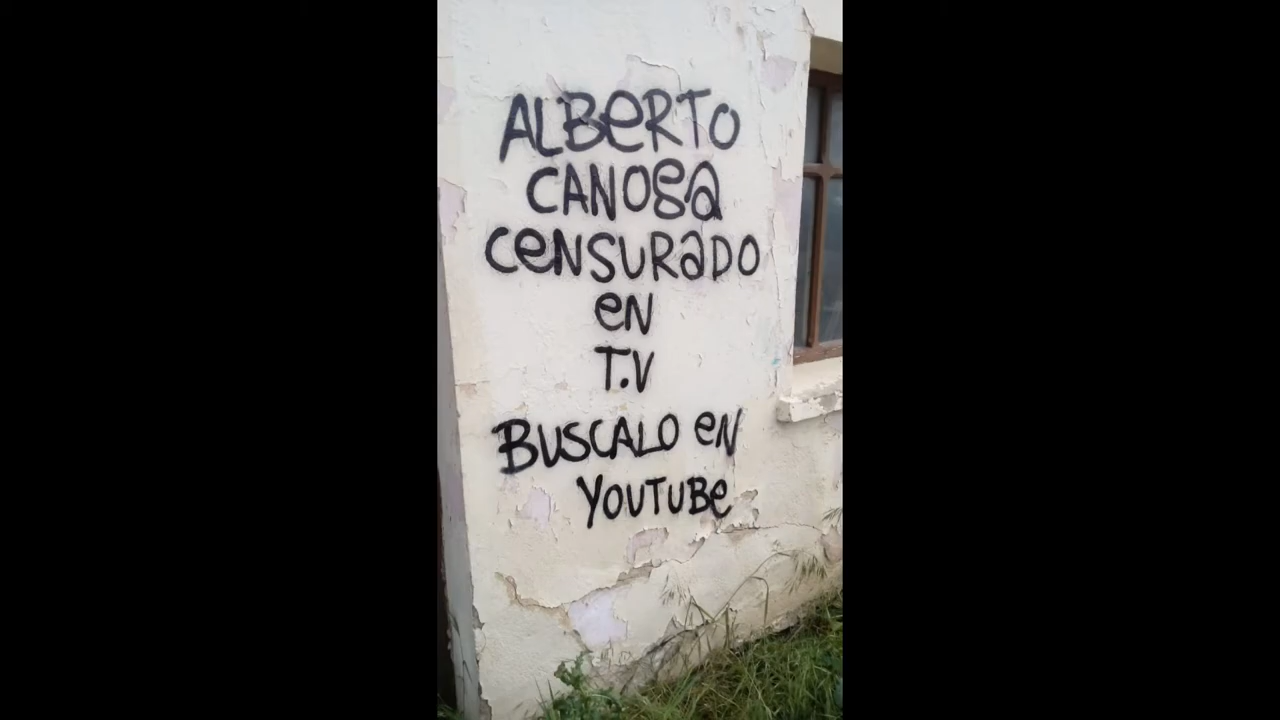 ALBeRTO
CANOSA
CeNSURaDO
eN
T.V
BUSCALO eN
YOUTUBe